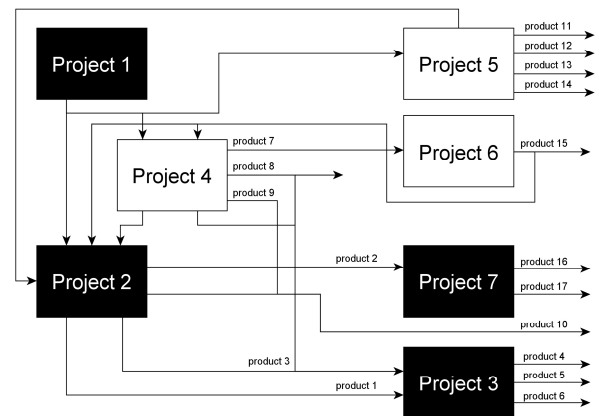 product 11
Project 1
product 12
Project 5
product 13
product 14
product 7
Project 6
product 15
product 8
Project 4
product 9
product 2
product 16
Project 2
Project 7
product 17
product 10
product 3
product 4
Project 3
product 5
product 1
product 6